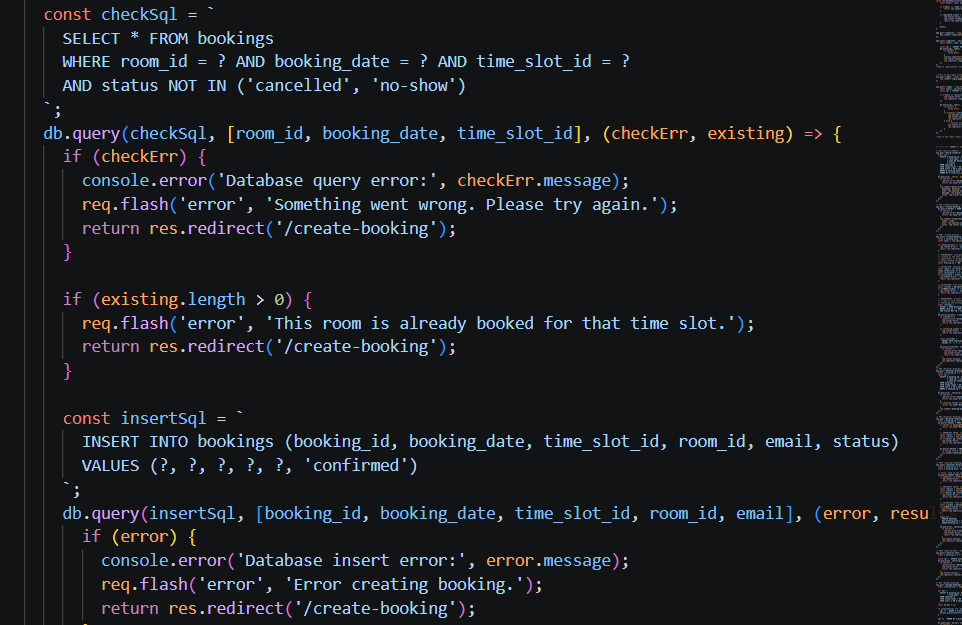 const checkSql = `
SELECT * FROM bookings
WHERE room_id = ? AND booking_date = ? AND time_slot_id = ?
AND status NOT IN ('cancelled', 'no-show')
`;
db.query(checkSql, [room_id, booking_date, time_slot_id], (checkErr, existing) => {
if (checkErr) {
console.error('Database query error:', checkErr.message);
req.flash('error', 'Something went wrong. Please try again.');
return res.redirect('/create-booking');
}
if (existing.length > 0) {
req.flash('error', 'This room is already booked for that time slot.');
return res.redirect('/create-booking');
}
const insertSql = `
INSERT INTO bookings (booking_id, booking_date, time_slot_id, room_id, email, status)
VALUES (?, ?, ?, ?, ?, 'confirmed')
`;
db.query(insertSql, [booking_id, booking_date, time_slot_id, room_id, email], (error, resu
if (error) {
console.error('Database insert error:', error.message);
req.flash('error', 'Error creating booking.');
return res.redirect('/create-booking');